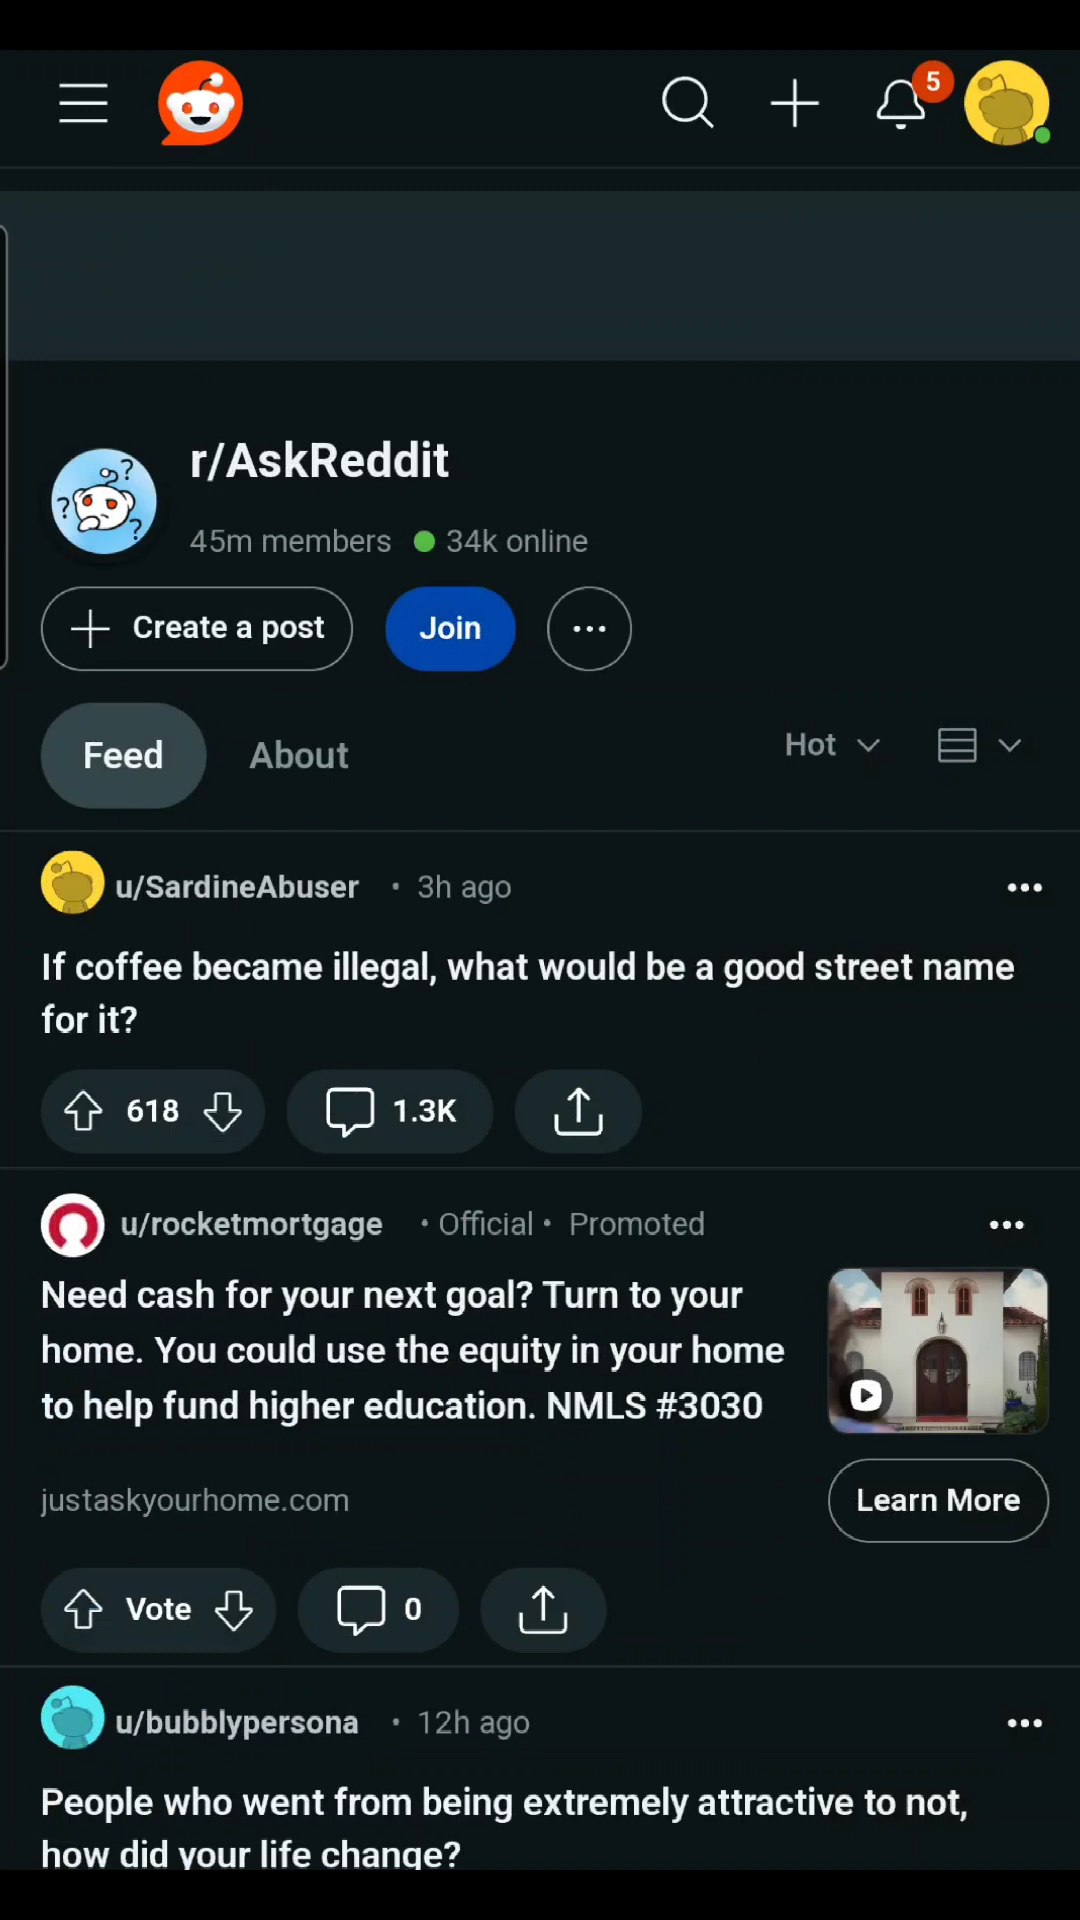 5
r/AskReddit
45m members 34k online
Create a post Join
Feed About Hot
u/SardineAbuser • 3h ago
If coffee became illegal, what would be a good street name
for it?
618 1.3K
u/rocketmortgage • Official • Promoted
Need cash for your next goal? Turn to your
home. You could use the equity in your home
to help fund higher education. NMLS #3030
justaskyourhome.com Learn More
Vote 0
u/bubblypersona • 12h ago
People who went from being extremely attractive to not,
how did your life change?